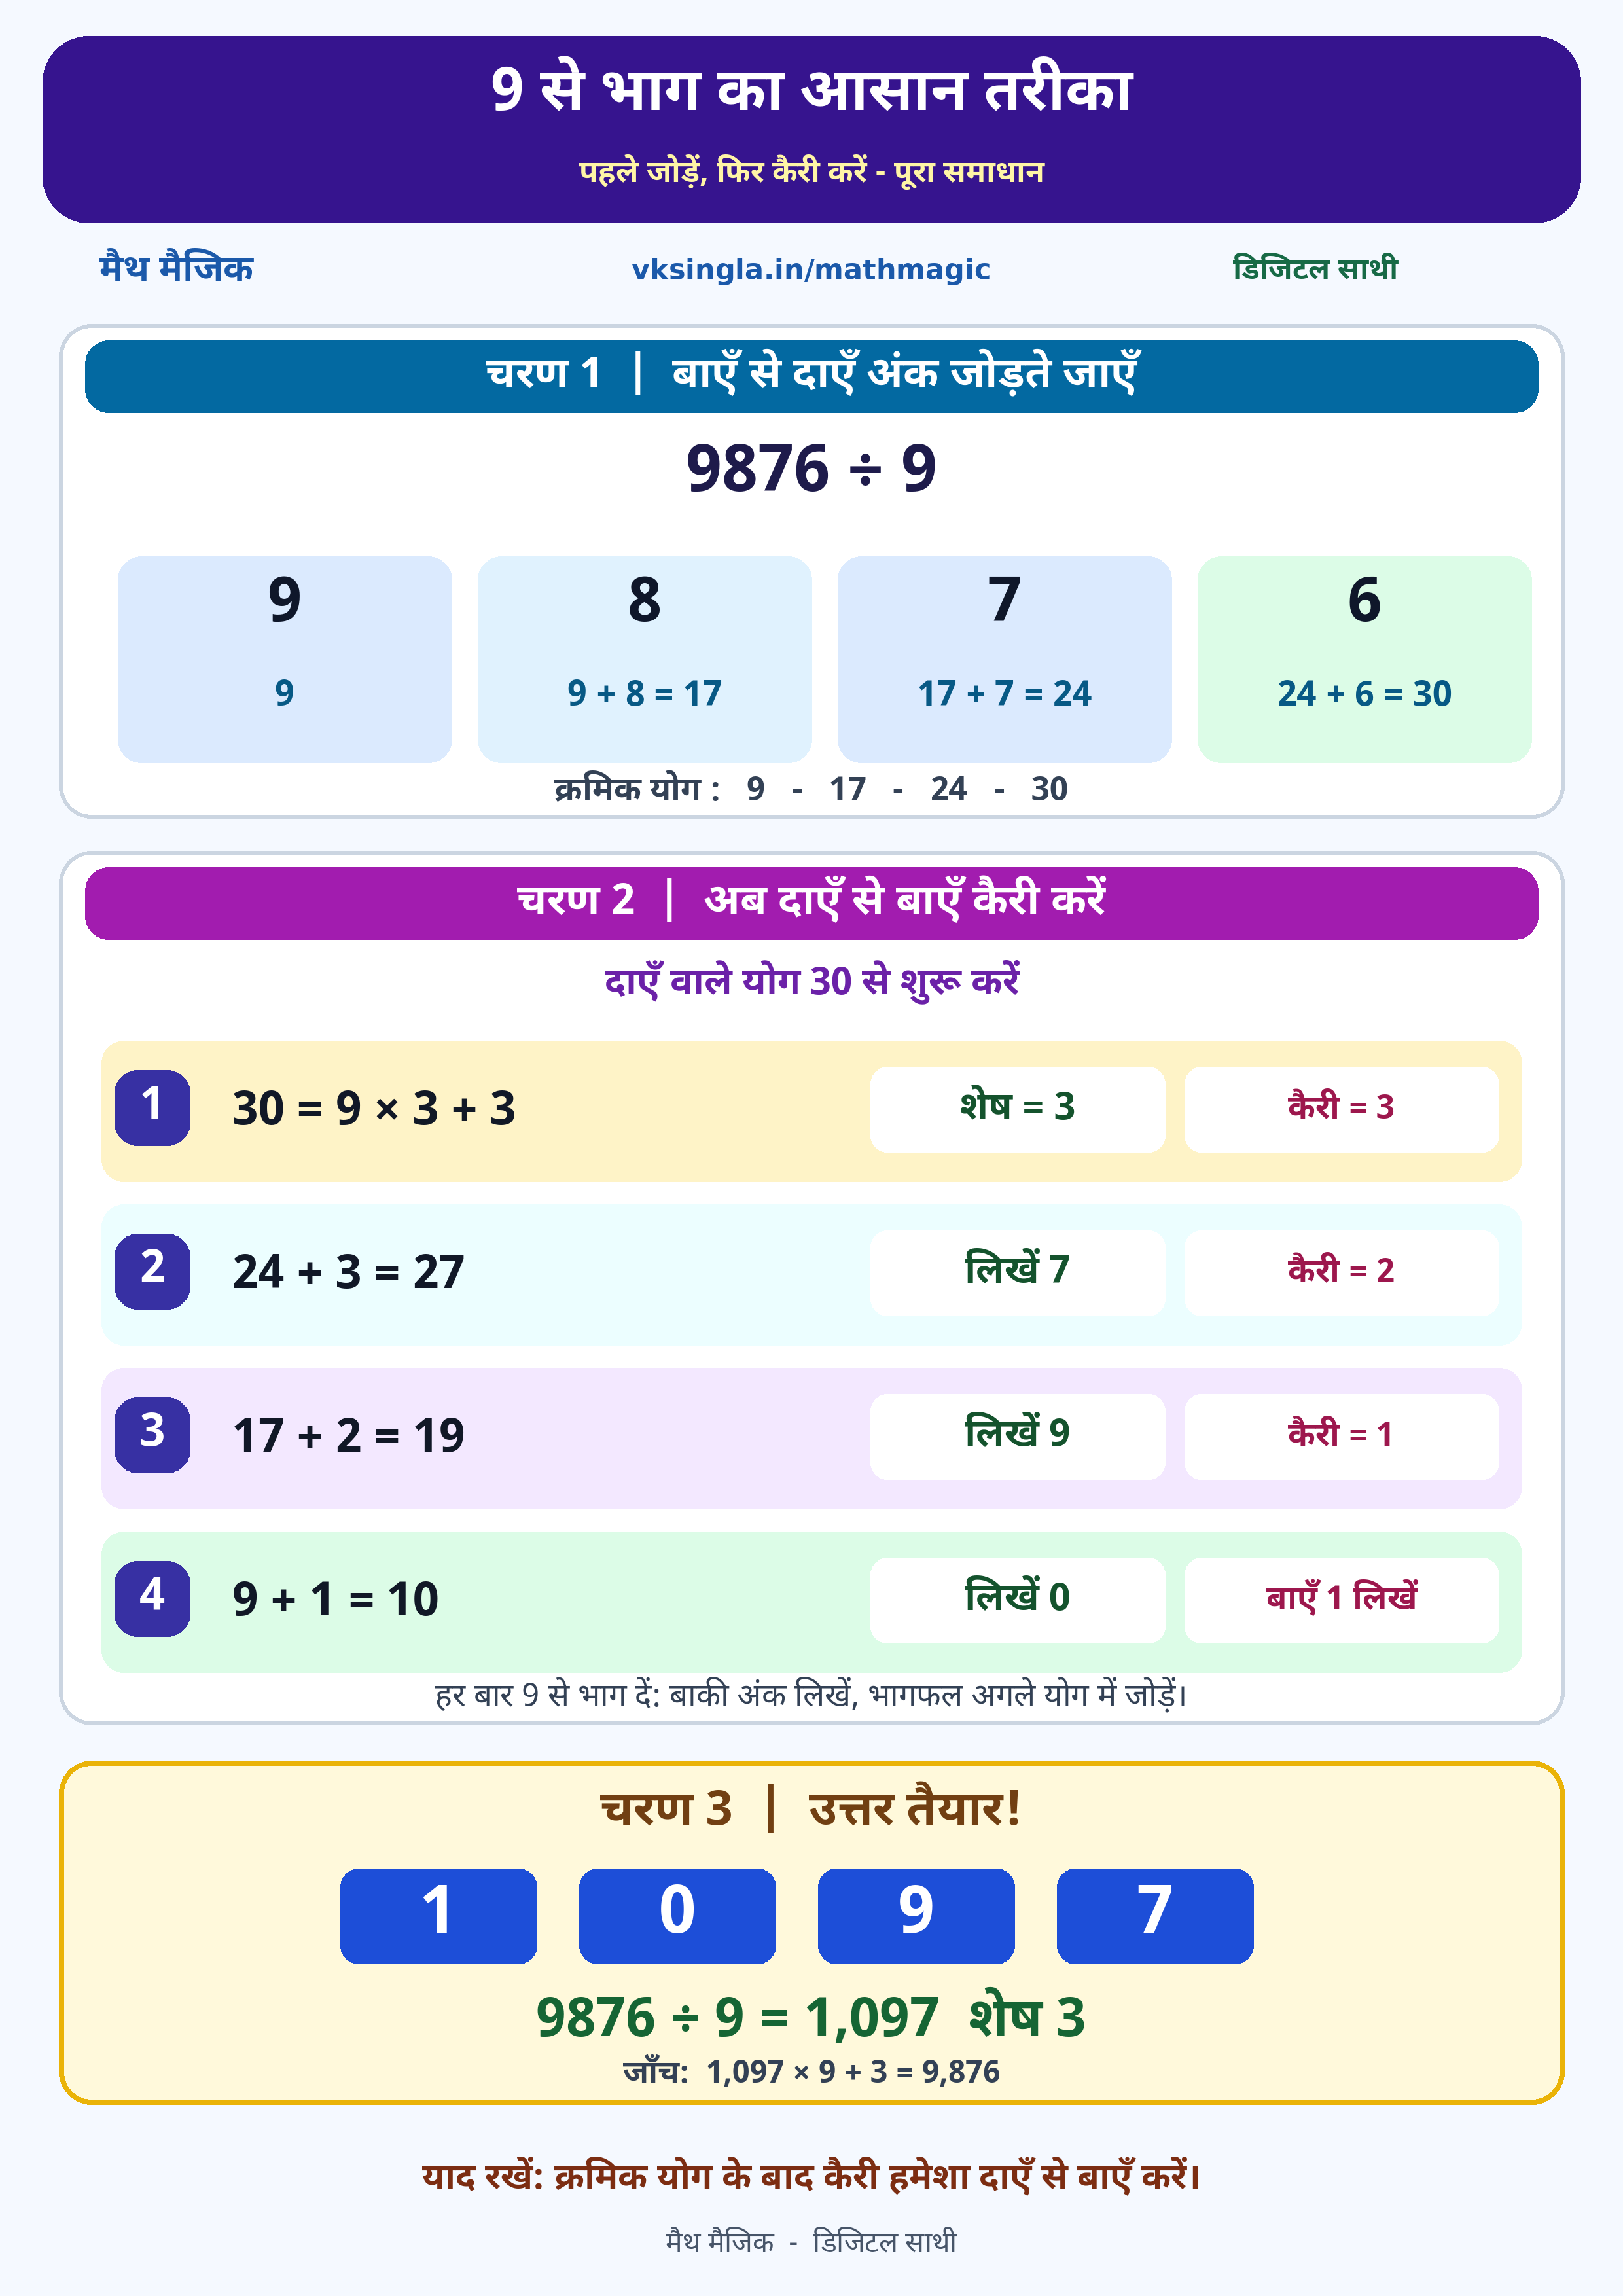 9 से भाग का आसान तरीका
पहले जोड़ें, फिर कैरी करें - पूरा समाधान
मैथ मैजिक vksingla.in/mathmagic डिजिटल साथी
चरण 1 | बाएँ से दाएँ अंक जोड़ते जाएँ
9876 ÷ 9
9 8 7 6
9 9 + 8 = 17 17 + 7 = 24 24 + 6 = 30
क्रमिक योग : 9 - 17 - 24 - 30
चरण 2 | अब दाएँ से बाएँ कैरी करें
दाएँ वाले योग 30 से शुरू करें
1 30 = 9 × 3 + 3 शेष = 3 कैरी = 3
2 24 + 3 = 27 लिखें 7 कैरी = 2
3 17 + 2 = 19 लिखें 9 कैरी = 1
4 9 + 1 = 10 लिखें 0 बाएँ 1 लिखें
हर बार 9 से भाग दें: बाकी अंक लिखें, भागफल अगले योग में जोड़ें।
चरण 3 | उत्तर तैयार!
1 0 9 7
9876 ÷ 9 = 1,097 शेष 3
जाँच: 1,097 × 9 + 3 = 9,876
याद रखें: क्रमिक योग के बाद कैरी हमेशा दाएँ से बाएँ करें।
मैथ मैजिक - डिजिटल साथी